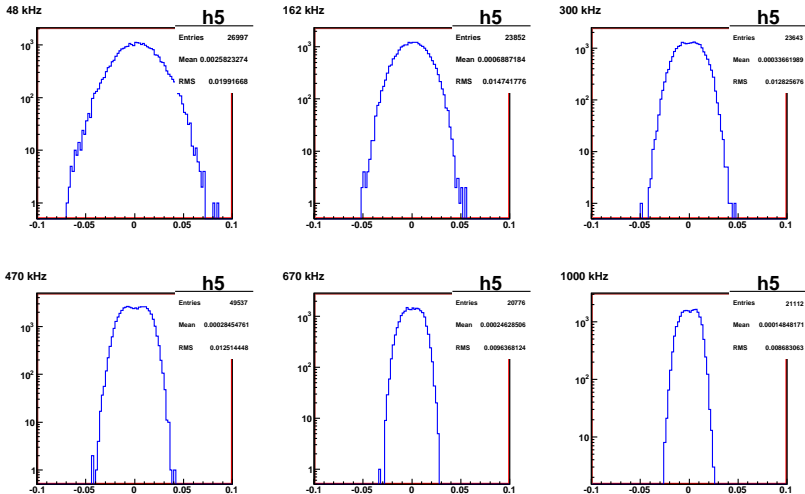 48 kHz
h5
Entries 26997
Mean 0.0025823274
RMS 0.01991668
10³
10²
10
1
-0.1 -0.05 0 0.05 0.1
162 kHz
h5
Entries 23852
Mean 0.0006887184
RMS 0.014741776
10³
10²
10
1
-0.1 -0.05 0 0.05 0.1
300 kHz
h5
Entries 23643
Mean 0.00033661989
RMS 0.012825676
10³
10²
10
1
-0.1 -0.05 0 0.05 0.1
470 kHz
h5
Entries 49537
Mean 0.00028454761
RMS 0.012514448
10³
10²
10
1
-0.1 -0.05 0 0.05 0.1
670 kHz
h5
Entries 20776
Mean 0.00024628506
RMS 0.0096368124
10³
10²
10
1
-0.1 -0.05 0 0.05 0.1
1000 kHz
h5
Entries 21112
Mean 0.00014848171
RMS 0.008683063
10³
10²
10
1
-0.1 -0.05 0 0.05 0.1